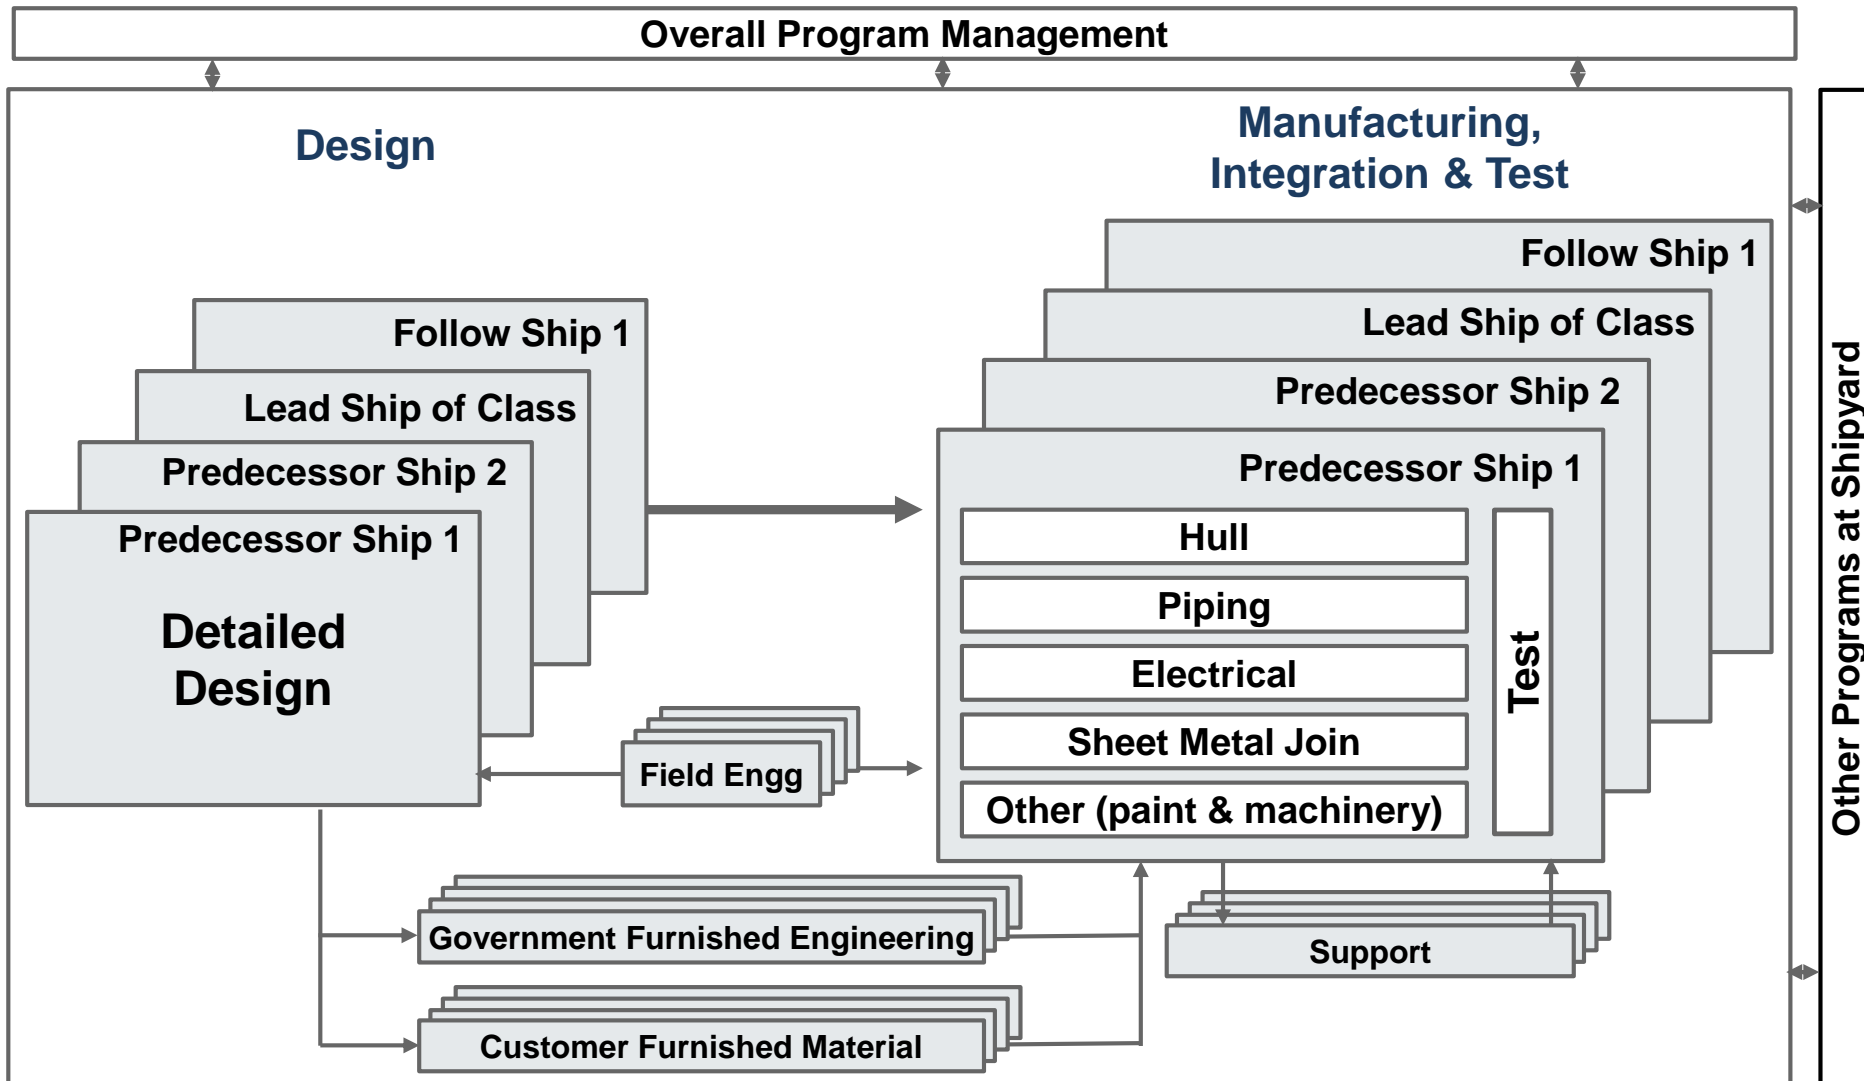 Overall Program Management
Design
Manufacturing,
Integration & Test
Follow Ship 1
Lead Ship of Class
Predecessor Ship 2
Predecessor Ship 1
Detailed
Design
Field Engg
Follow Ship 1
Lead Ship of Class
Predecessor Ship 2
Predecessor Ship 1
Hull
Piping
Electrical
Sheet Metal Join
Other (paint & machinery)
Test
Government Furnished Engineering
Customer Furnished Material
Support
Other Programs at Shipyard